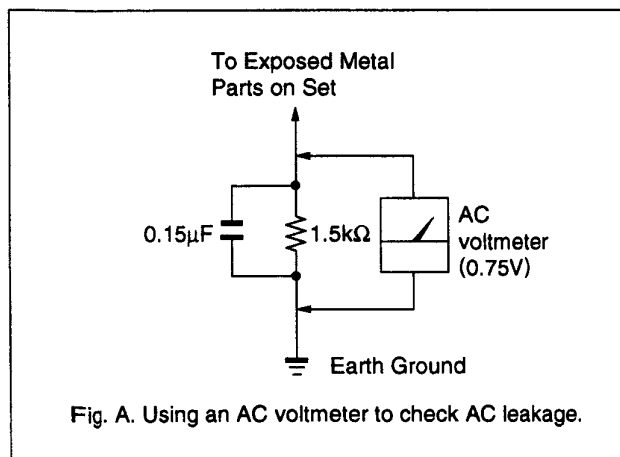 To Exposed Metal
Parts on Set
0.15µF
1.5kΩ
AC
voltmeter
(0.75V)
Earth Ground
Fig. A. Using an AC voltmeter to check AC leakage.